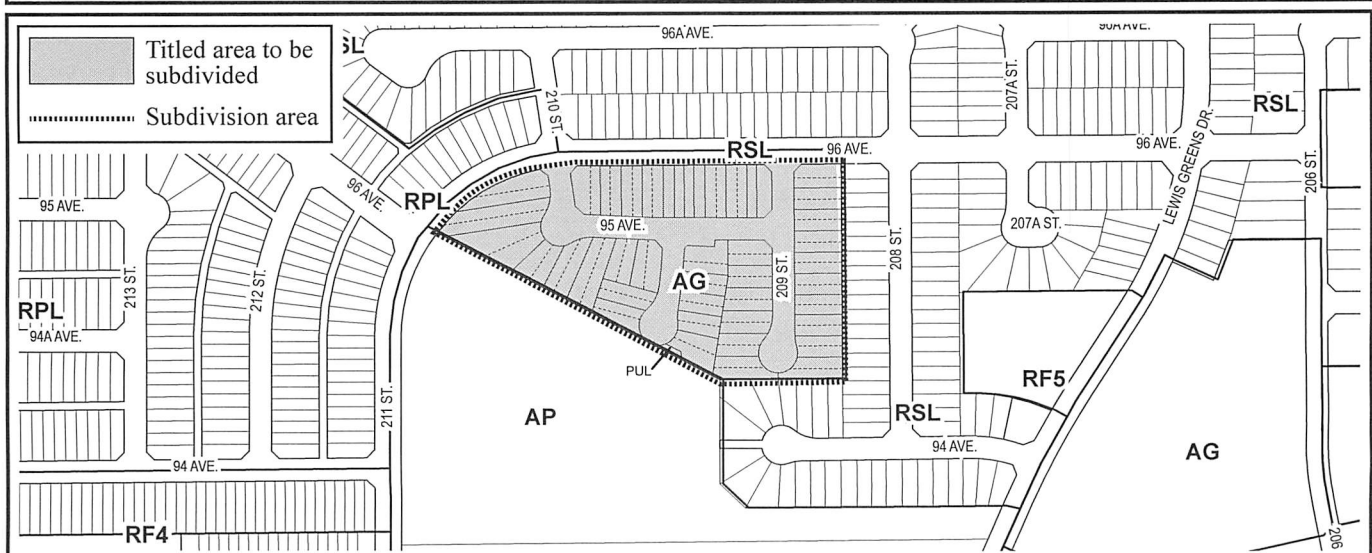 Titled area to be
subdivided
Subdivision area
SL
96A AVE.
96A AVE.
207A ST.
RSL
210 ST.
RSL
96 AVE.
96 AVE.
LEWIS GREENS DR.
206 ST.
96 AVE.
RPL
95 AVE.
95 AVE.
207A ST.
213 ST.
212 ST.
AG
209 ST.
208 ST.
RPL
94A AVE.
PUL
RF5
211 ST.
AP
RSL
94 AVE.
94 AVE.
AG
RF4
206